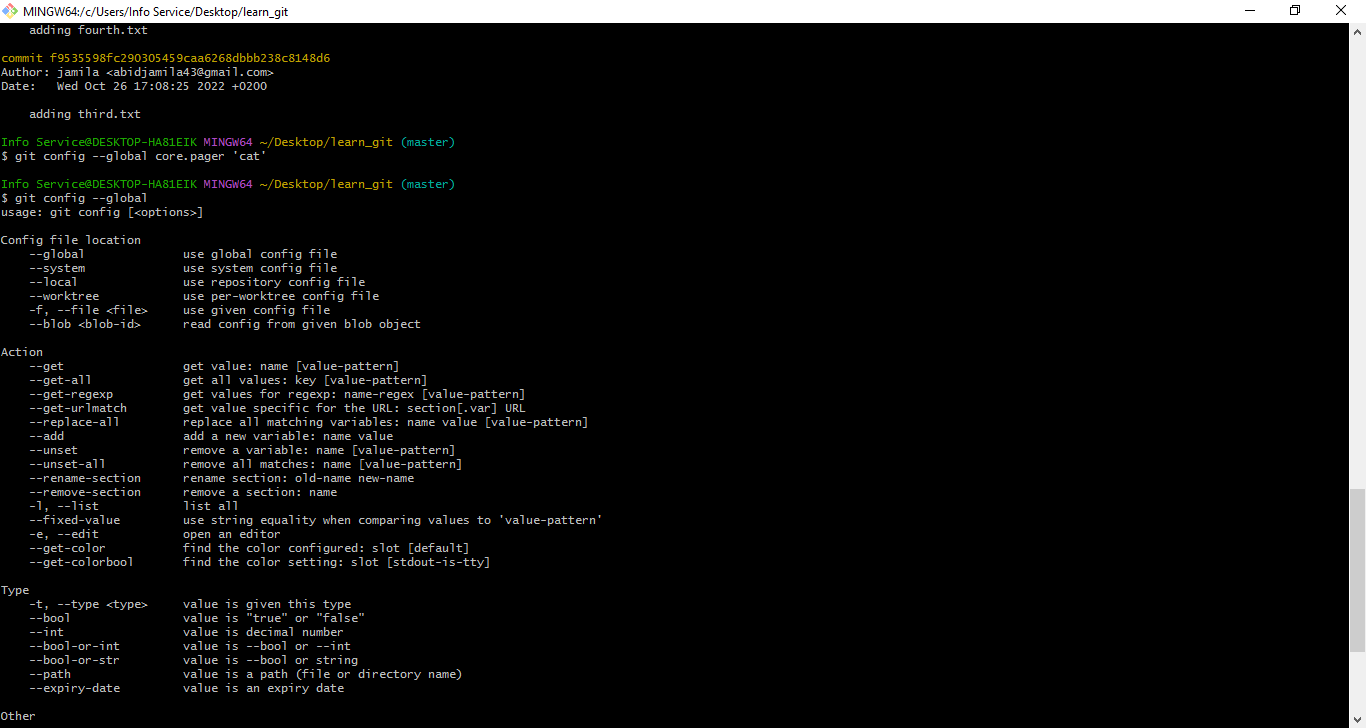 MINGW64:/c/Users/Info Service/Desktop/learn_git
    adding fourth.txt
commit f9535598fc290305459caa6268dbbb238c8148d6
Author: jamila <abidjamila43@gmail.com>
Date:   Wed Oct 26 17:08:25 2022 +0200
    adding third.txt
Info Service@DESKTOP-HA81EIK MINGW64 ~/Desktop/learn_git (master)
$ git config --global core.pager 'cat'
Info Service@DESKTOP-HA81EIK MINGW64 ~/Desktop/learn_git (master)
$ git config --global
usage: git config [<options>]
Config file location
    --global              use global config file
    --system              use system config file
    --local               use repository config file
    --worktree            use per-worktree config file
    -f, --file <file>     use given config file
    --blob <blob-id>      read config from given blob object
Action
    --get                 get value: name [value-pattern]
    --get-all             get all values: key [value-pattern]
    --get-regexp          get values for regexp: name-regex [value-pattern]
    --get-urlmatch        get value specific for the URL: section[.var] URL
    --replace-all         replace all matching variables: name value [value-pattern]
    --add                 add a new variable: name value
    --unset               remove a variable: name [value-pattern]
    --unset-all           remove all matches: name [value-pattern]
    --rename-section      rename section: old-name new-name
    --remove-section      remove a section: name
    -l, --list            list all
    --fixed-value         use string equality when comparing values to 'value-pattern'
    -e, --edit            open an editor
    --get-color           find the color configured: slot [default]
    --get-colorbool       find the color setting: slot [stdout-is-tty]
Type
    -t, --type <type>     value is given this type
    --bool                value is "true" or "false"
    --int                 value is decimal number
    --bool-or-int         value is --bool or --int
    --bool-or-str         value is --bool or string
    --path                value is a path (file or directory name)
    --expiry-date         value is an expiry date
Other